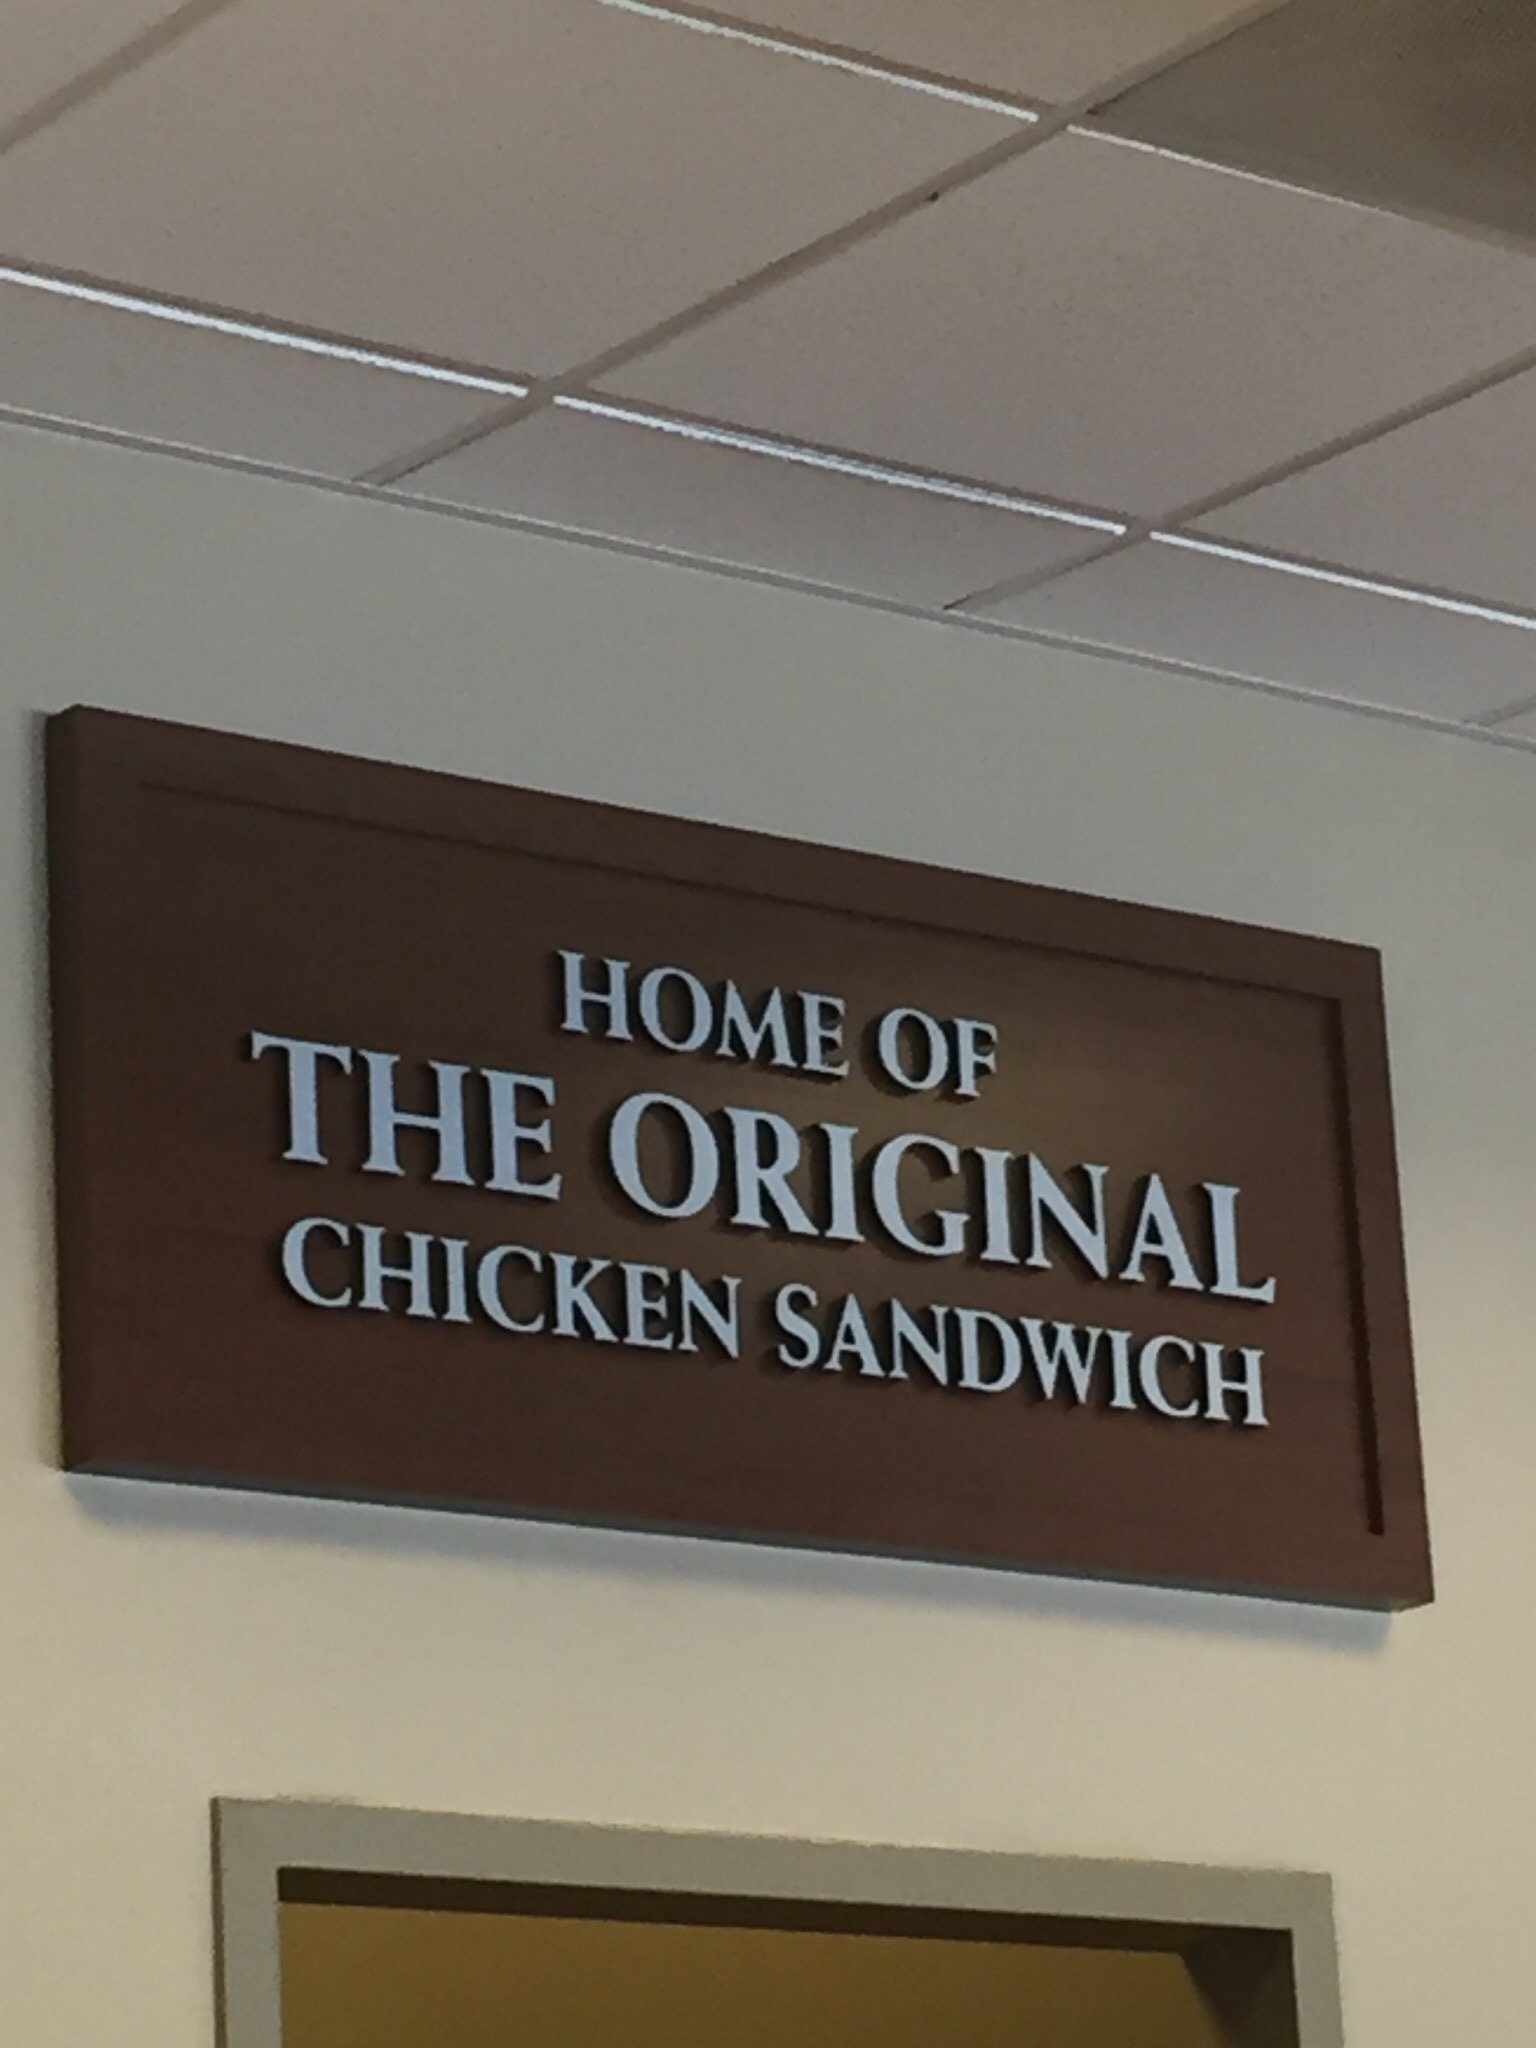 HOME OF
THE ORIGINAL
CHICKEN SANDWICH